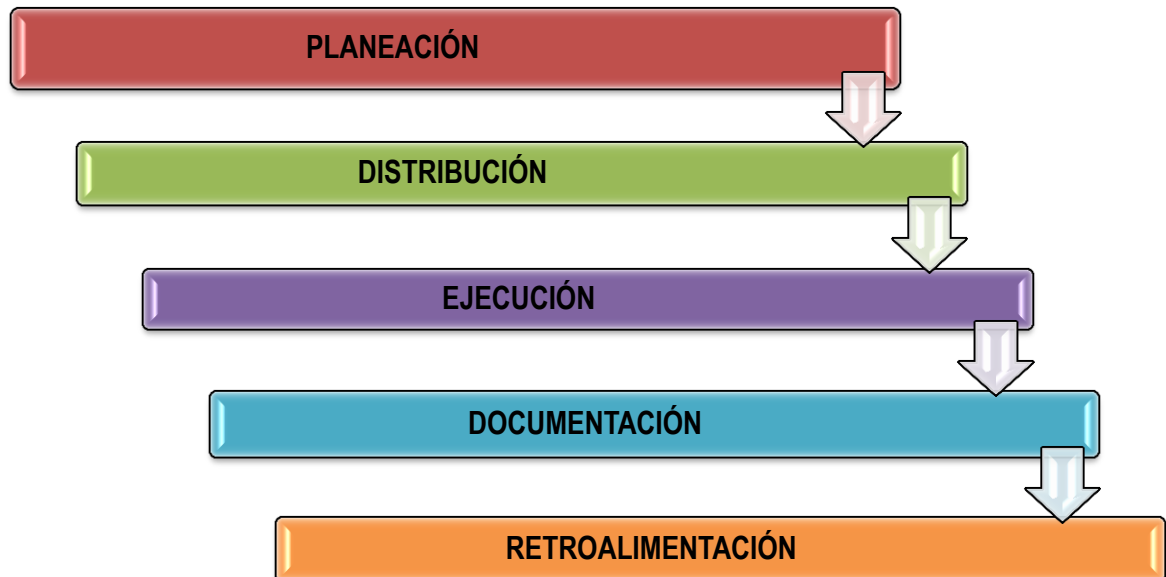 PLANEACIÓN
DISTRIBUCIÓN
EJECUCIÓN
DOCUMENTACIÓN
RETROALIMENTACIÓN